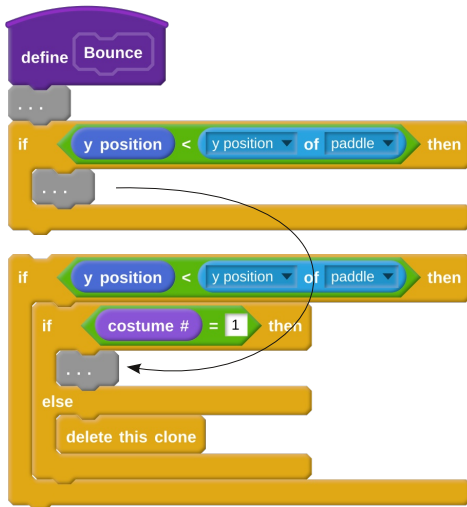 define Bounce
. . .
if y position < y position of paddle then
. . .
if y position < y position of paddle then
if costume # = 1 then
. . .
else
delete this clone